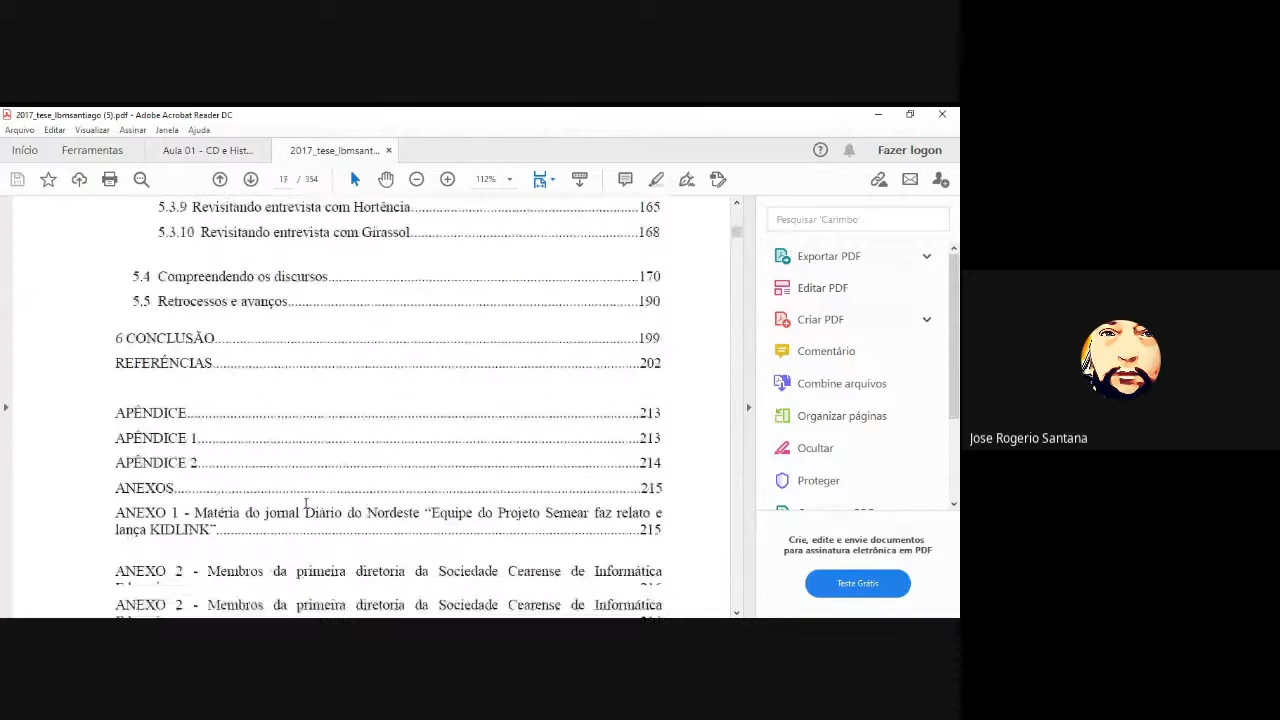 2017_tese_lbmsantiago (5).pdf - Adobe Acrobat Reader DC
Arquivo Editar Visualizar Assinar Janela Ajuda
Início Ferramentas Aula 01 - CD e Hist... 2017_tese_lbmsant... × Fazer logon
17 / 354 112%
5.3.9 Revisitando entrevista com Hortência 165
5.3.10 Revisitando entrevista com Girassol 168
5.4 Compreendendo os discursos 170
5.5 Retrocessos e avanços 190
6 CONCLUSÃO 199
REFERÊNCIAS 202
APÊNDICE 213
APÊNDICE 1 213
APÊNDICE 2 214
ANEXOS 215
ANEXO 1 - Matéria do jornal Diário do Nordeste “Equipe do Projeto Semear faz relato e
lança KIDLINK” 215
ANEXO 2 - Membros da primeira diretoria da Sociedade Cearense de Informática
ANEXO 2 - Membros da primeira diretoria da Sociedade Cearense de Informática
Pesquisar 'Carimbo'
Exportar PDF
Editar PDF
Criar PDF
Comentário
Combine arquivos
Organizar páginas
Ocultar
Proteger
Crie, edite e envie documentos
para assinatura eletrônica em PDF
Teste Grátis
Jose Rogerio Santana